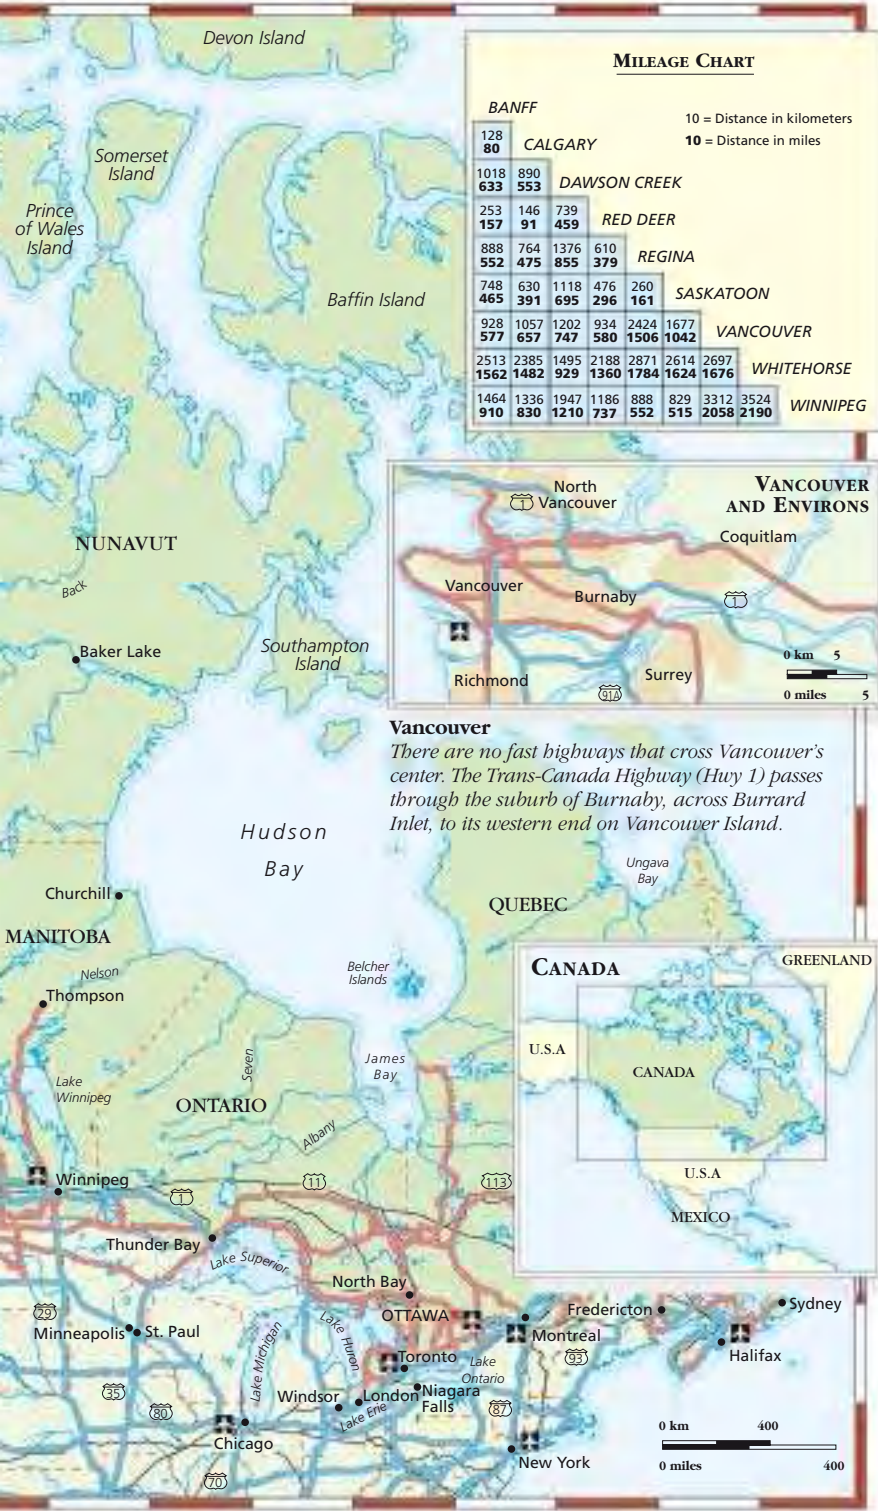 Devon Island
Somerset
Island
Prince
of Wales
Island
Baffin Island
MILEAGE CHART
10 = Distance in kilometers
10 = Distance in miles
BANFF
128
80
CALGARY
1018 890
633 553
DAWSON CREEK
253 146 739
157 91 459
RED DEER
888 764 1376 610
552 475 855 379
REGINA
748 630 1118 476 260
465 391 695 296 161
SASKATOON
928 1057 1202 934 2424 1677
577 657 747 580 1506 1042
VANCOUVER
2513 2385 1495 2188 2871 2614 2697
1562 1482 929 1360 1784 1624 1676
WHITEHORSE
1464 1336 1947 1186 888 829 3312 3524
910 830 1210 737 552 515 2058 2190
WINNIPEG
VANCOUVER
AND ENVIRONS
North
Vancouver
1
Coquitlam
Vancouver
Burnaby
1
Richmond
Surrey
91A
0 km 5
0 miles 5
Vancouver
There are no fast highways that cross Vancouver's
center. The Trans-Canada Highway (Hwy 1) passes
through the suburb of Burnaby, across Burrard
Inlet, to its western end on Vancouver Island.
NUNAVUT
Back
Baker Lake
Southampton
Island
Hudson
Bay
Ungava
Bay
Churchill
QUEBEC
MANITOBA
Nelson
Belcher
Islands
Thompson
James
Bay
Seven
Lake
Winnipeg
ONTARIO
Albany
Winnipeg
1
11
113
Thunder Bay
Lake Superior
CANADA
GREENLAND
U.S.A
CANADA
U.S.A
MEXICO
North Bay
OTTAWA
29
Minneapolis
St. Paul
Lake Michigan
Lake Huron
Toronto
Lake
Ontario
Montreal
Fredericton
Sydney
93
Halifax
35
80
Windsor
London
Niagara
Falls
Lake Erie
87
Chicago
70
New York
0 km 400
0 miles 400